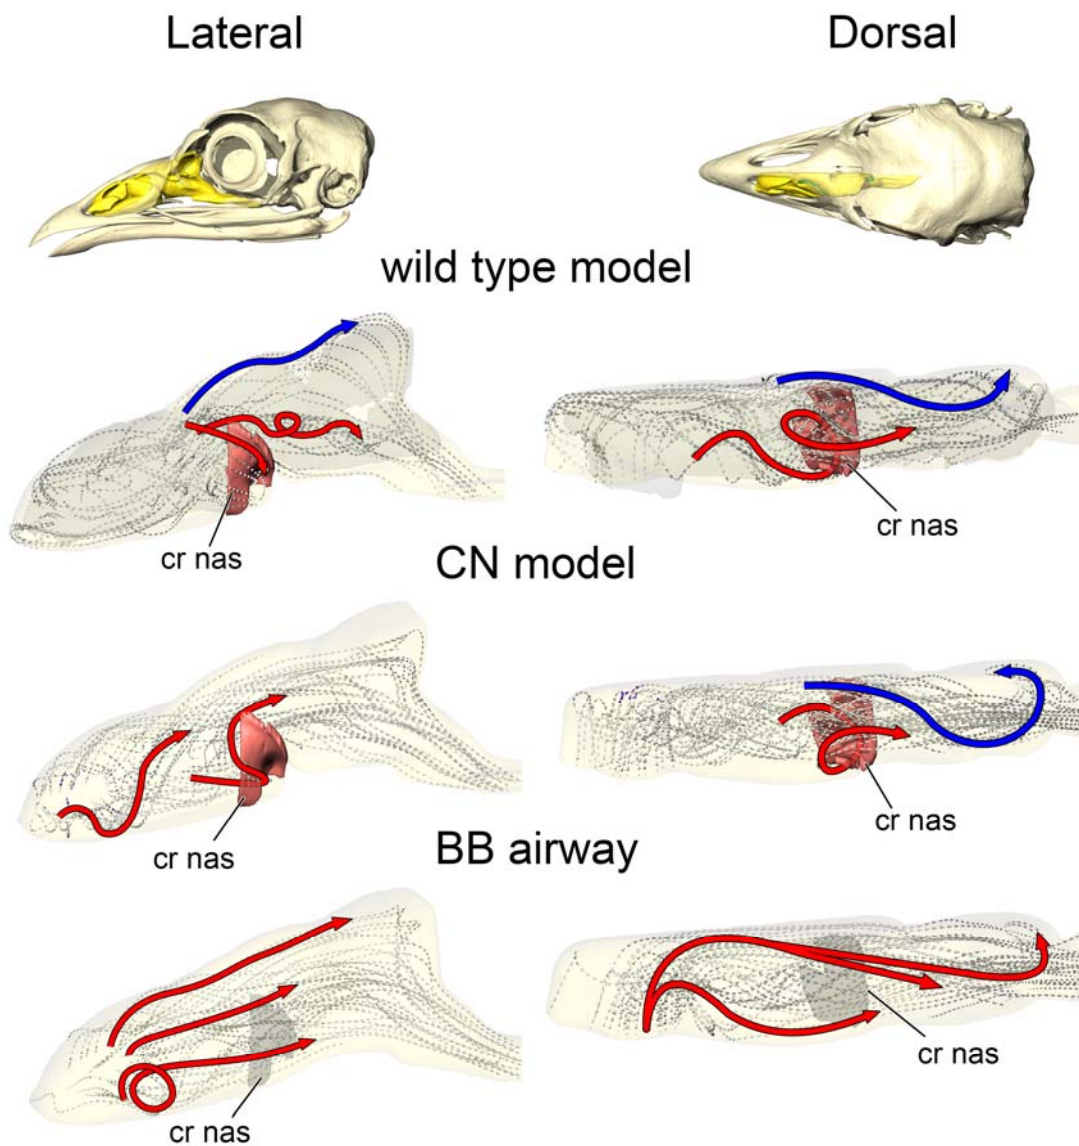 Lateral
Dorsal
wild type model
cr nas
cr nas
CN model
cr nas
cr nas
BB airway
cr nas
cr nas